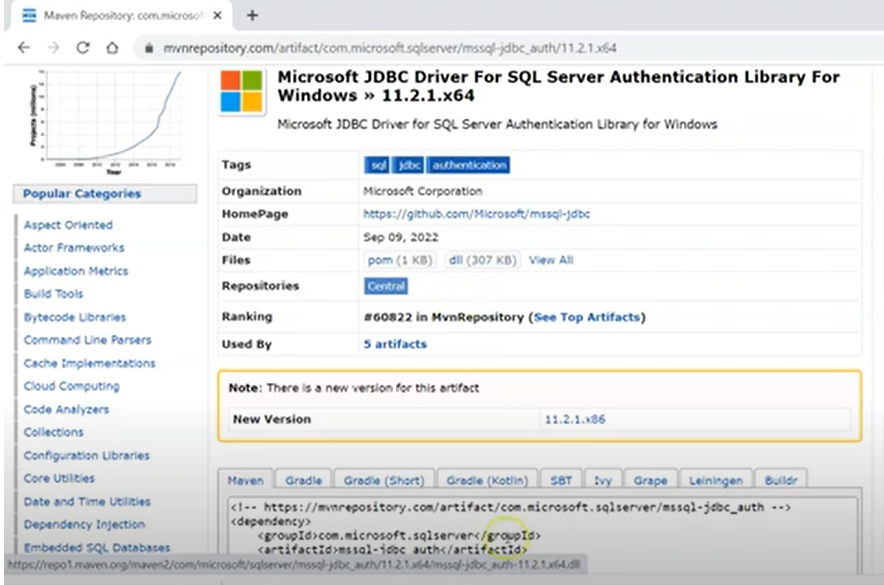 Maven Repository: com.microsof
mvnrepository.com/artifact/com.microsoft.sqlserver/mssql-jdbc_auth/11.2.1.x64
Projects (millions)
Year
Popular Categories
Aspect Oriented
Actor Frameworks
Application Metrics
Build Tools
Bytecode Libraries
Command Line Parsers
Cache Implementations
Cloud Computing
Code Analyzers
Collections
Configuration Libraries
Core Utilities
Date and Time Utilities
Dependency Injection
Embedded SQL Databases
Microsoft JDBC Driver For SQL Server Authentication Library For
Windows » 11.2.1.x64
Microsoft JDBC Driver for SQL Server Authentication Library for Windows
Tags sql jdbc authentication
Organization Microsoft Corporation
HomePage https://github.com/Microsoft/mssql-jdbc
Date Sep 09, 2022
Files pom (1 KB) dll (307 KB) View All
Repositories Central
Ranking #60822 in MvnRepository (See Top Artifacts)
Used By 5 artifacts
Note: There is a new version for this artifact
New Version 11.2.1.x86
Maven Gradle Gradle (Short) Gradle (Kotlin) SBT Ivy Grape Leiningen Buildr
<!-- https://mvnrepository.com/artifact/com.microsoft.sqlserver/mssql-jdbc_auth -->
<dependency>
<groupId>com.microsoft.sqlserver</groupId>
<artifactId>mssql-jdbc_auth</artifactId>
https://repo1.maven.org/maven2/com/microsoft/sqlserver/mssql-jdbc_auth/11.2.1.x64/mssql-jdbc_auth-11.2.1.x64.dll